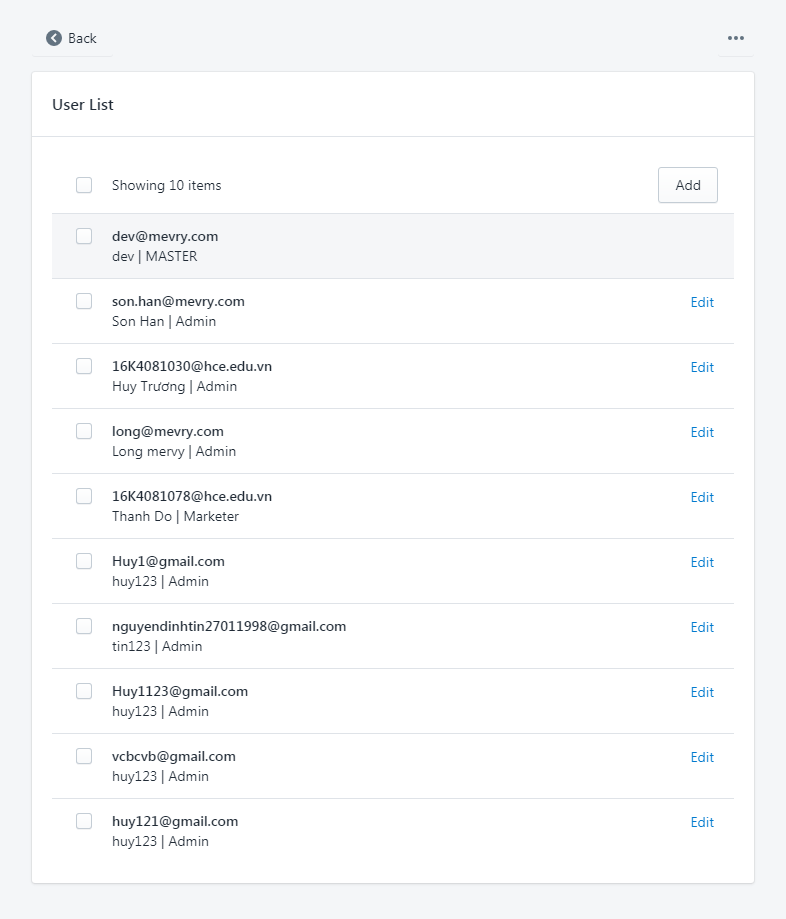 Back
User List
Showing 10 items
Add
dev@mevry.com
dev | MASTER
son.han@mevry.com
Edit
Son Han | Admin
16K4081030@hce.edu.vn
Edit
Huy Trương | Admin
long@mevry.com
Edit
Long mervy | Admin
16K4081078@hce.edu.vn
Edit
Thanh Do | Marketer
Huy1@gmail.com
Edit
huy123 | Admin
nguyendinhtin27011998@gmail.com
Edit
tin123 | Admin
Huy1123@gmail.com
Edit
huy123 | Admin
vcbcvb@gmail.com
Edit
huy123 | Admin
huy121@gmail.com
Edit
huy123 | Admin